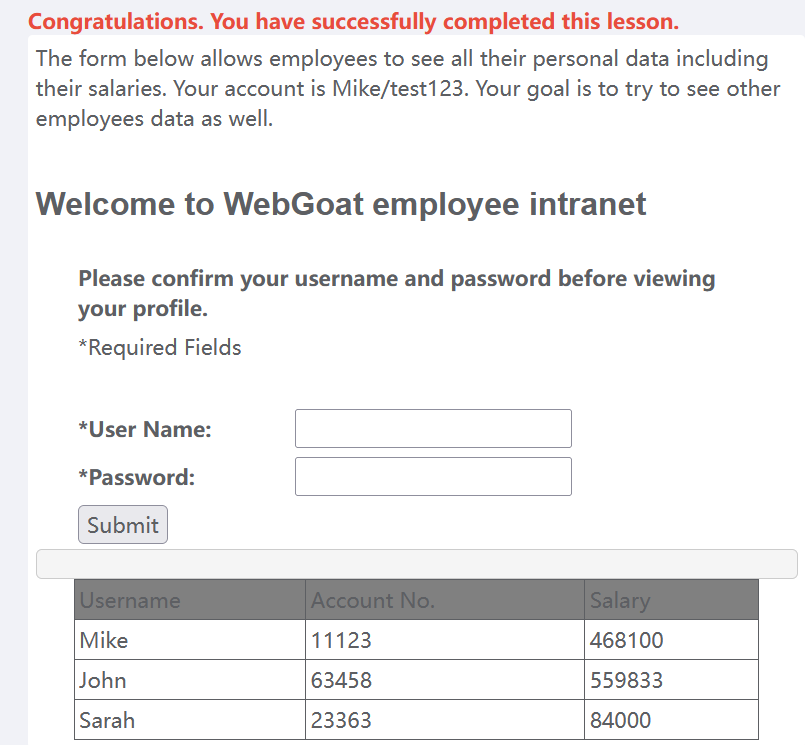 Congratulations. You have successfully completed this lesson.
The form below allows employees to see all their personal data including
their salaries. Your account is Mike/test123. Your goal is to try to see other
employees data as well.
Welcome to WebGoat employee intranet
Please confirm your username and password before viewing
your profile.
*Required Fields
*User Name:
*Password:
Submit
Username Account No. Salary
Mike 11123 468100
John 63458 559833
Sarah 23363 84000